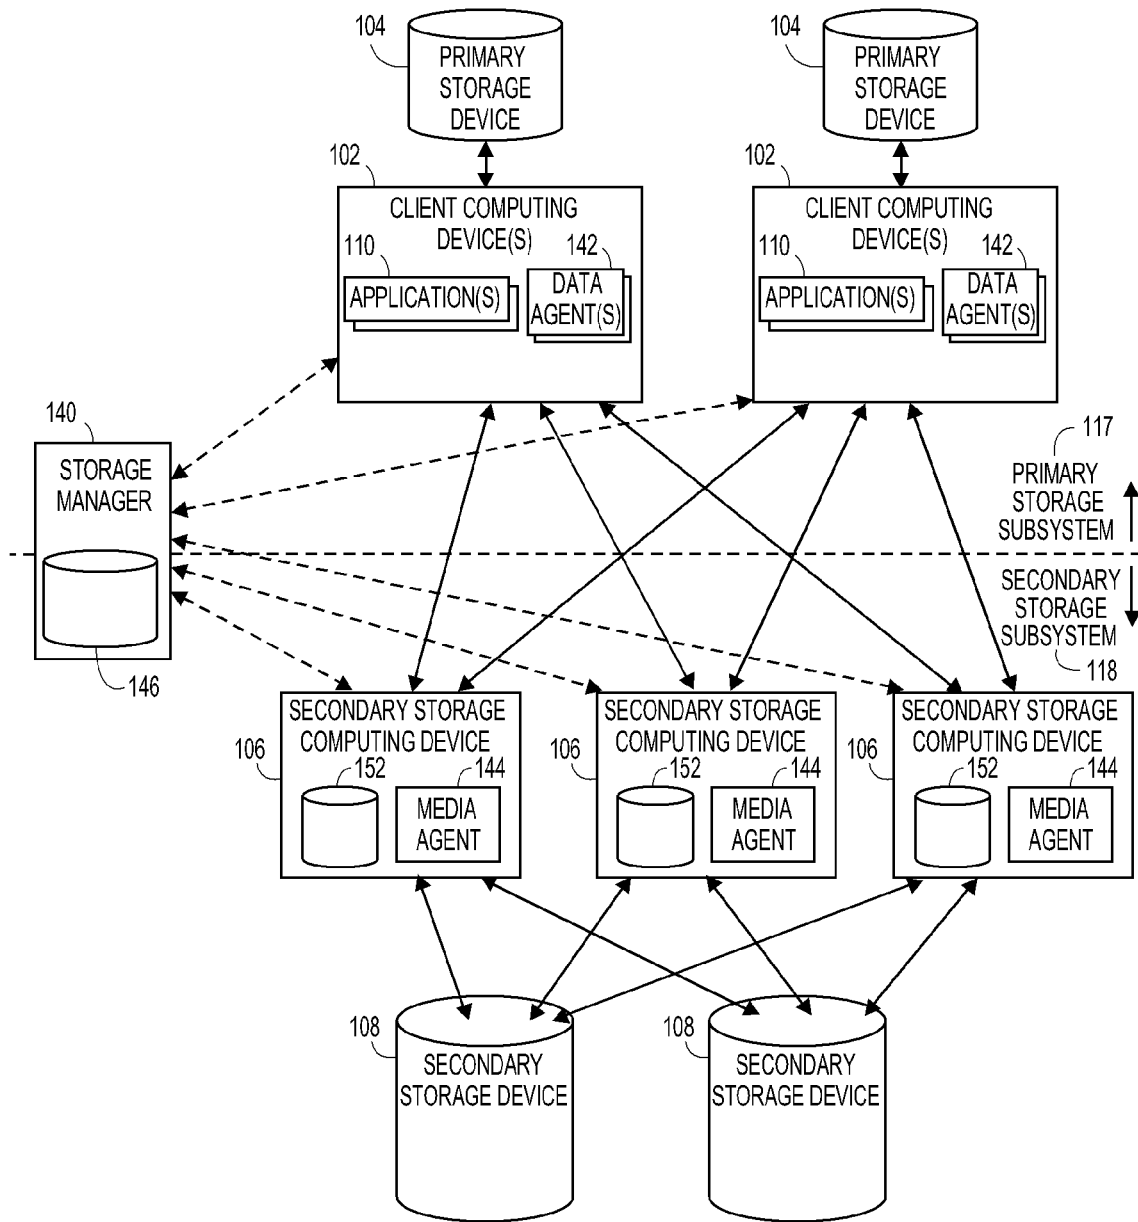 104
PRIMARY
STORAGE
DEVICE
104
PRIMARY
STORAGE
DEVICE
102
CLIENT COMPUTING
DEVICE(S)
110
142
APPLICATION(S)
DATA
AGENT(S)
102
CLIENT COMPUTING
DEVICE(S)
110
142
APPLICATION(S)
DATA
AGENT(S)
140
STORAGE
MANAGER
146
117
PRIMARY
STORAGE
SUBSYSTEM
SECONDARY
STORAGE
SUBSYSTEM
118
SECONDARY STORAGE
COMPUTING DEVICE
106
152
144
MEDIA
AGENT
SECONDARY STORAGE
COMPUTING DEVICE
106
152
144
MEDIA
AGENT
SECONDARY STORAGE
COMPUTING DEVICE
106
152
144
MEDIA
AGENT
108
SECONDARY
STORAGE DEVICE
108
SECONDARY
STORAGE DEVICE